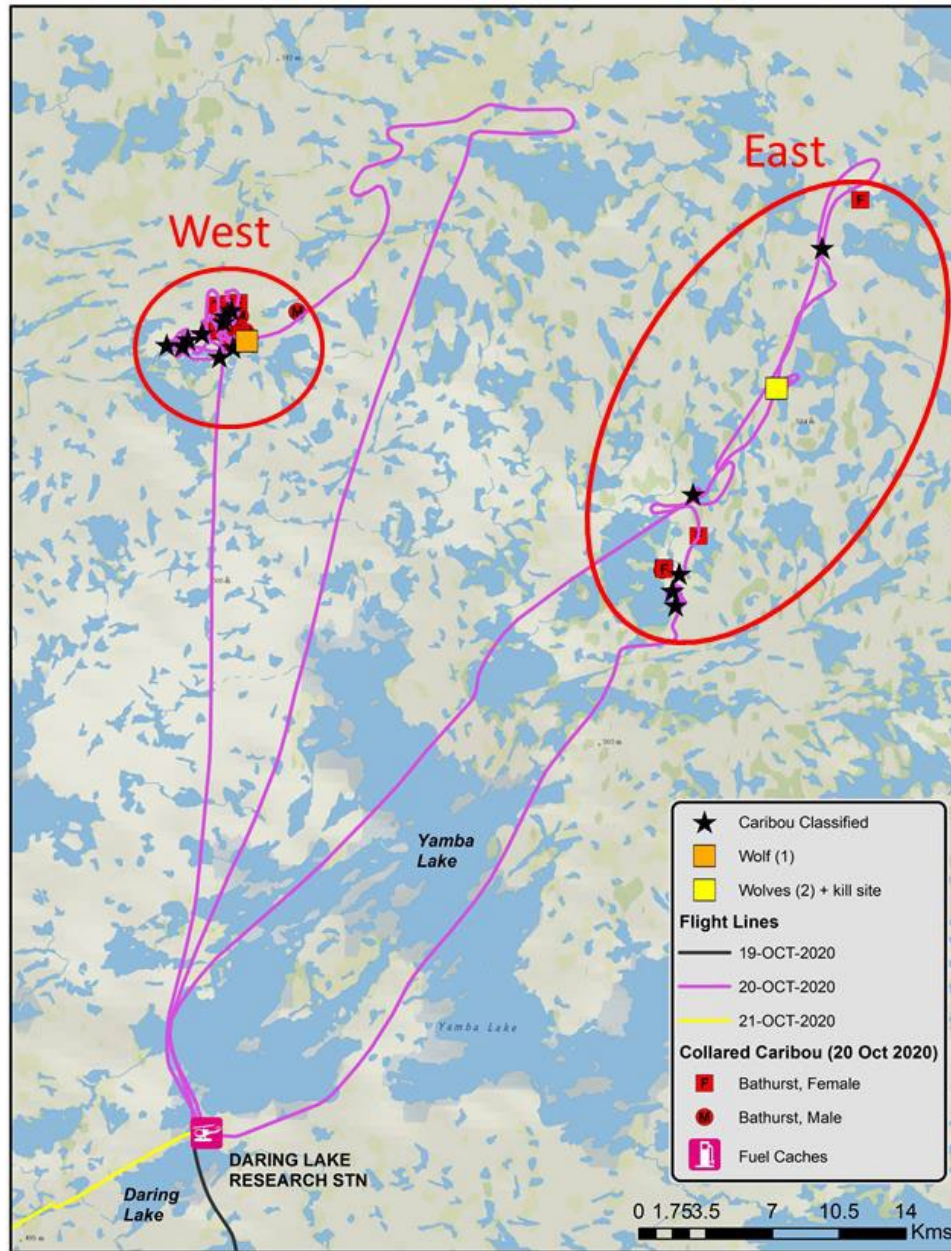 West
East
F
M
F
Yamba
Lake
Yamba Lake
DARING LAKE
RESEARCH STN
Daring
Lake
Caribou Classified
Wolf (1)
Wolves (2) + kill site
Flight Lines
19-OCT-2020
20-OCT-2020
21-OCT-2020
Collared Caribou (20 Oct 2020)
F Bathurst, Female
M Bathurst, Male
Fuel Caches
0 1.75 3.5 7 10.5 14
Kms